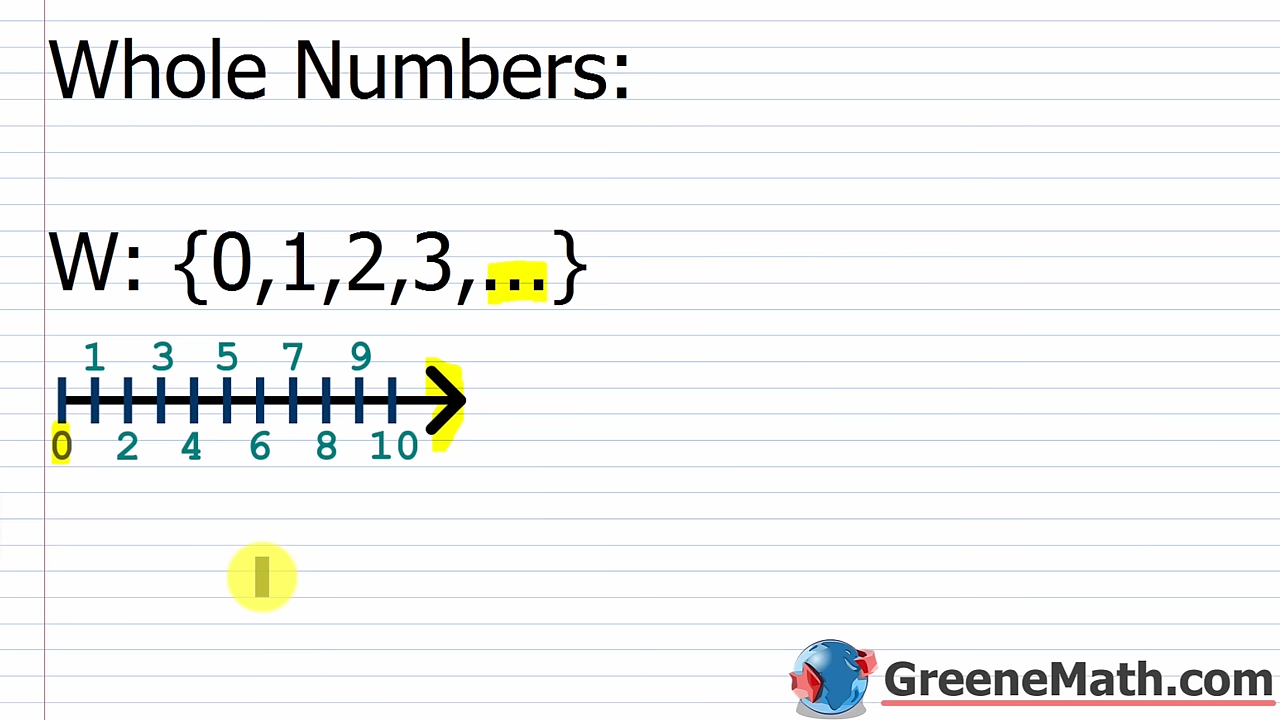 Whole Numbers:
W: {0,1,2,3,...}
1 3 5 7 9
0 2 4 6 8 10
GreeneMath.com